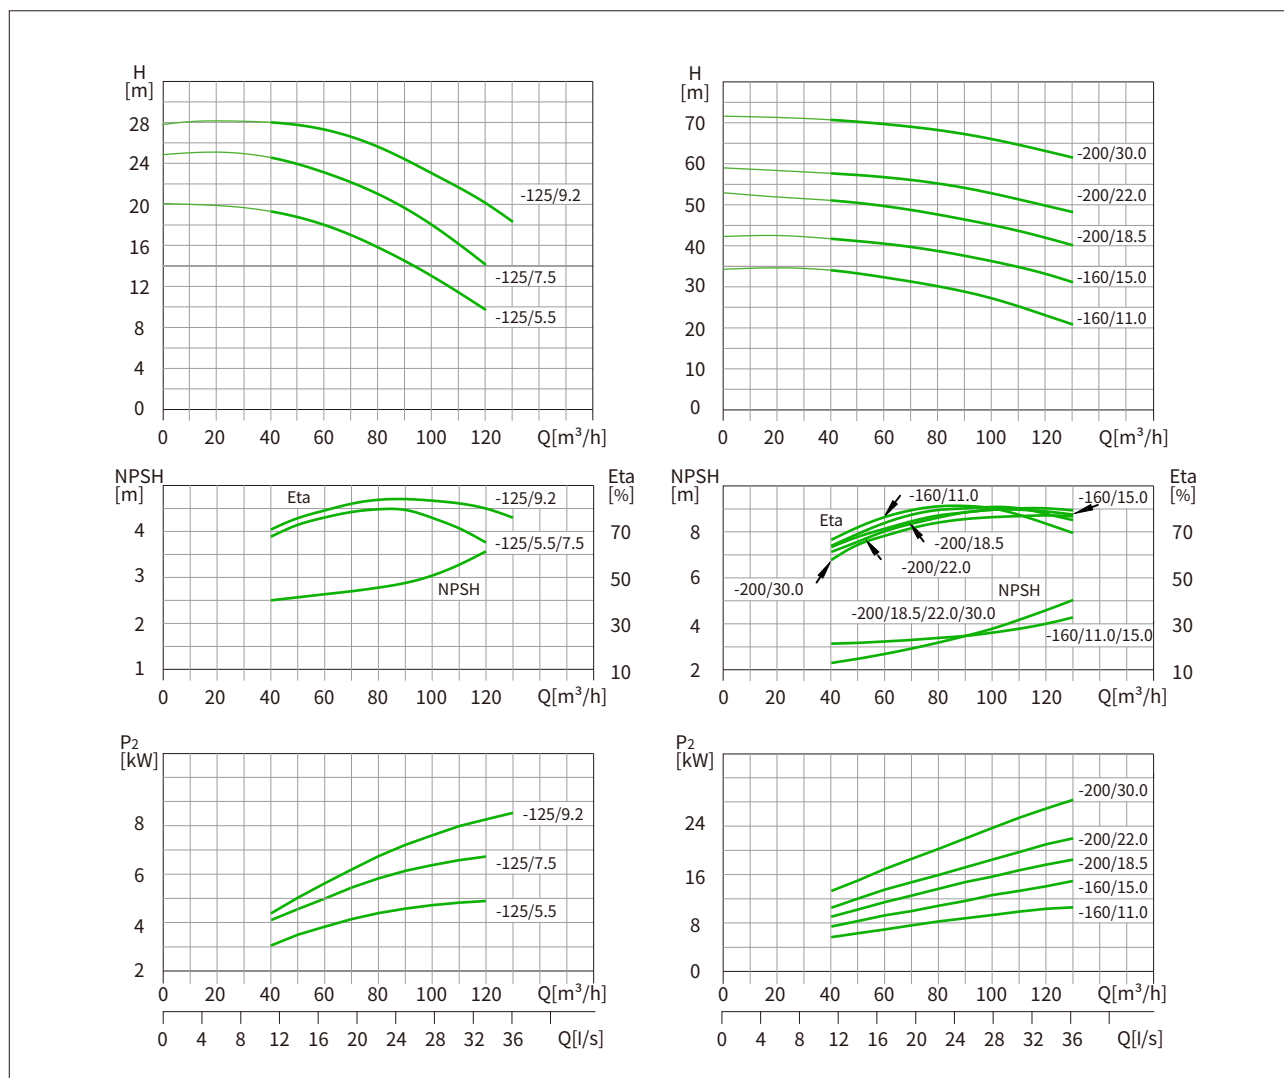 H
[m]
28
24
20
16
12
8
4
0
-125/9.2
-125/7.5
-125/5.5
0 20 40 60 80 100 120 Q[m³/h]
NPSH
[m]
4
3
2
1
Eta
[%]
70
50
30
10
Eta
-125/9.2
-125/5.5/7.5
NPSH
0 20 40 60 80 100 120 Q[m³/h]
P2
[kW]
8
6
4
2
-125/9.2
-125/7.5
-125/5.5
0 20 40 60 80 100 120 Q[m³/h]
0 4 8 12 16 20 24 28 32 36 Q[l/s]
H
[m]
70
60
50
40
30
20
10
0
-200/30.0
-200/22.0
-200/18.5
-160/15.0
-160/11.0
0 20 40 60 80 100 120 Q[m³/h]
NPSH
[m]
8
6
4
2
Eta
[%]
70
50
30
10
-160/11.0
-160/15.0
Eta
-200/18.5
-200/22.0
-200/30.0
NPSH
-200/18.5/22.0/30.0
-160/11.0/15.0
0 20 40 60 80 100 120 Q[m³/h]
P2
[kW]
24
16
8
0
-200/30.0
-200/22.0
-200/18.5
-160/15.0
-160/11.0
0 20 40 60 80 100 120 Q[m³/h]
0 4 8 12 16 20 24 28 32 36 Q[l/s]